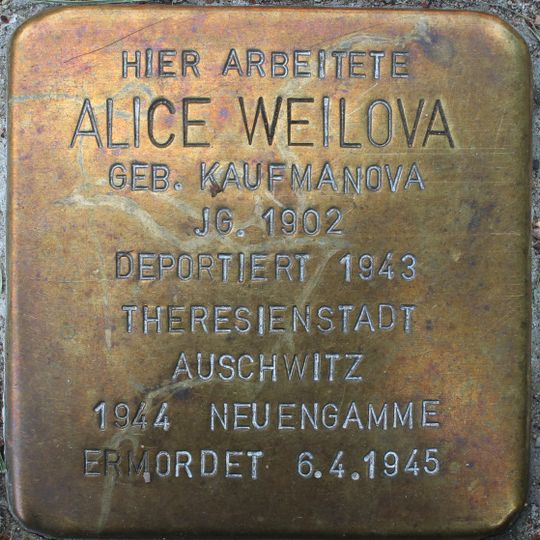 HIER ARBEITETE
ALICE WEILOVA
GEB. KAUFMANOVA
JG. 1902
DEPORTIERT 1943
THERESIENSTADT
AUSCHWITZ
1944 NEUENGAMME
ERMORDET 6.4.1945